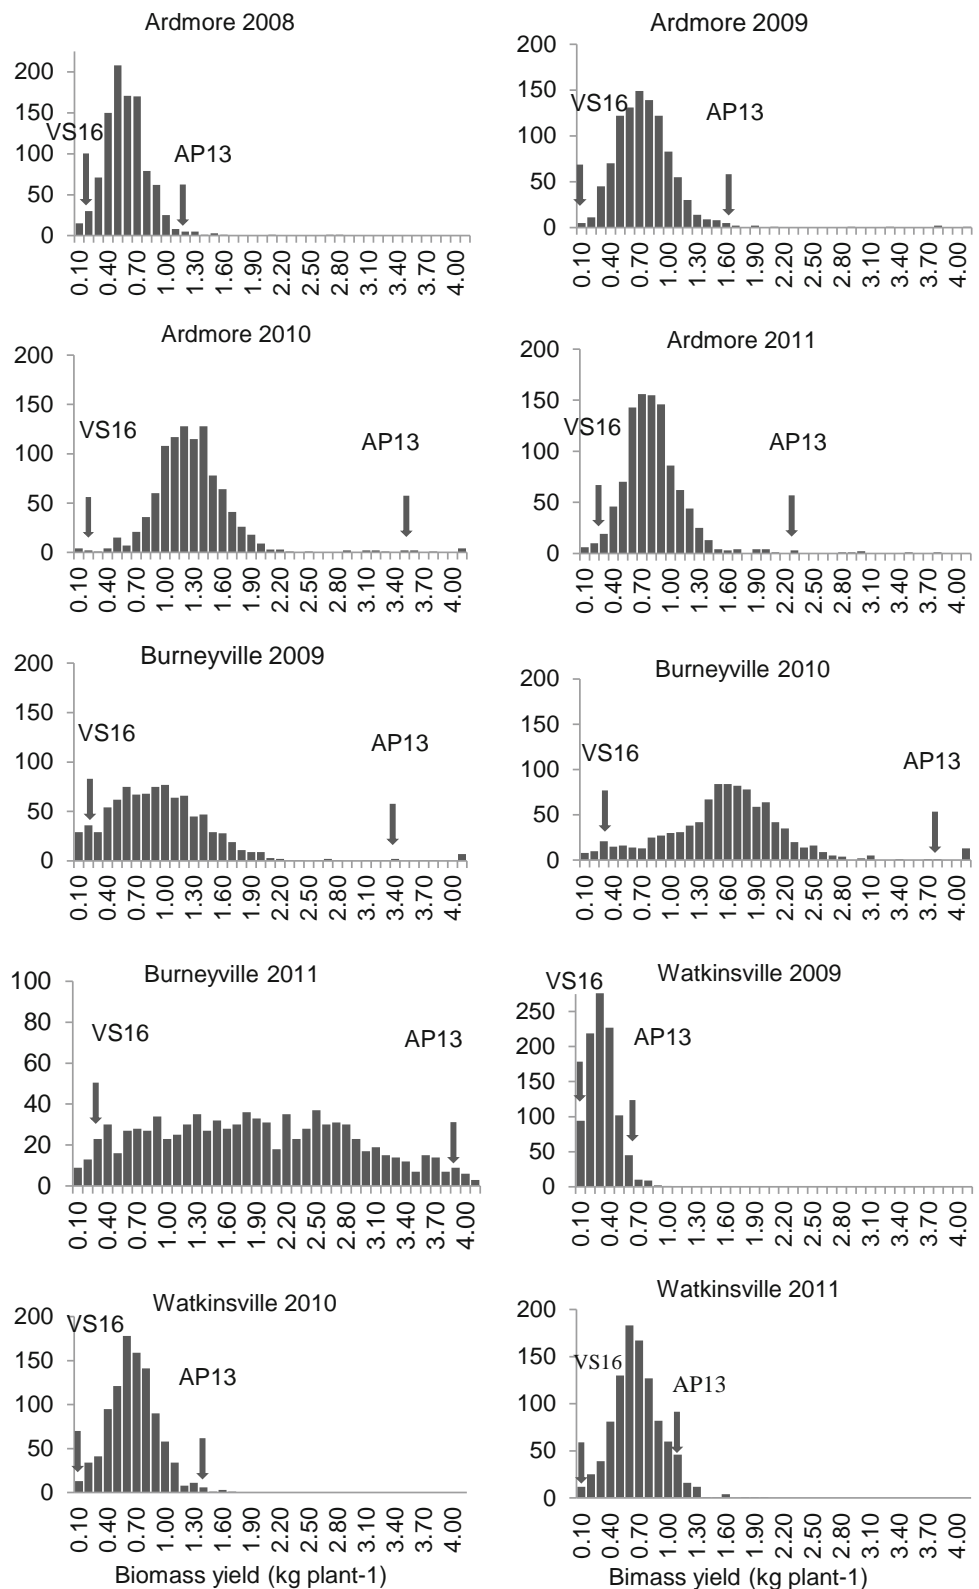 Ardmore 2008
200
150
100
50
0
VS16
AP13
0.10 0.40 0.70 1.00 1.30 1.60 1.90 2.20 2.50 2.80 3.10 3.40 3.70 4.00
Ardmore 2009
200
150
100
50
0
VS16
AP13
0.10 0.40 0.70 1.00 1.30 1.60 1.90 2.20 2.50 2.80 3.10 3.40 3.70 4.00
Ardmore 2010
200
150
100
50
0
VS16
AP13
0.10 0.40 0.70 1.00 1.30 1.60 1.90 2.20 2.50 2.80 3.10 3.40 3.70 4.00
Ardmore 2011
200
150
100
50
0
VS16
AP13
0.10 0.40 0.70 1.00 1.30 1.60 1.90 2.20 2.50 2.80 3.10 3.40 3.70 4.00
Burneyville 2009
200
150
100
50
0
VS16
AP13
0.10 0.40 0.70 1.00 1.30 1.60 1.90 2.20 2.50 2.80 3.10 3.40 3.70 4.00
Burneyville 2010
200
150
100
50
0
VS16
AP13
0.10 0.40 0.70 1.00 1.30 1.60 1.90 2.20 2.50 2.80 3.10 3.40 3.70 4.00
Burneyville 2011
100
80
60
40
20
0
VS16
AP13
0.10 0.40 0.70 1.00 1.30 1.60 1.90 2.20 2.50 2.80 3.10 3.40 3.70 4.00
Watkinsville 2009
250
200
150
100
50
0
VS16
AP13
0.10 0.40 0.70 1.00 1.30 1.60 1.90 2.20 2.50 2.80 3.10 3.40 3.70 4.00
Watkinsville 2010
200
150
100
50
0
VS16
AP13
0.10 0.40 0.70 1.00 1.30 1.60 1.90 2.20 2.50 2.80 3.10 3.40 3.70 4.00
Biomass yield (kg plant-1)
Watkinsville 2011
200
150
100
50
0
VS16
AP13
0.10 0.40 0.70 1.00 1.30 1.60 1.90 2.20 2.50 2.80 3.10 3.40 3.70 4.00
Bimass yield (kg plant-1)